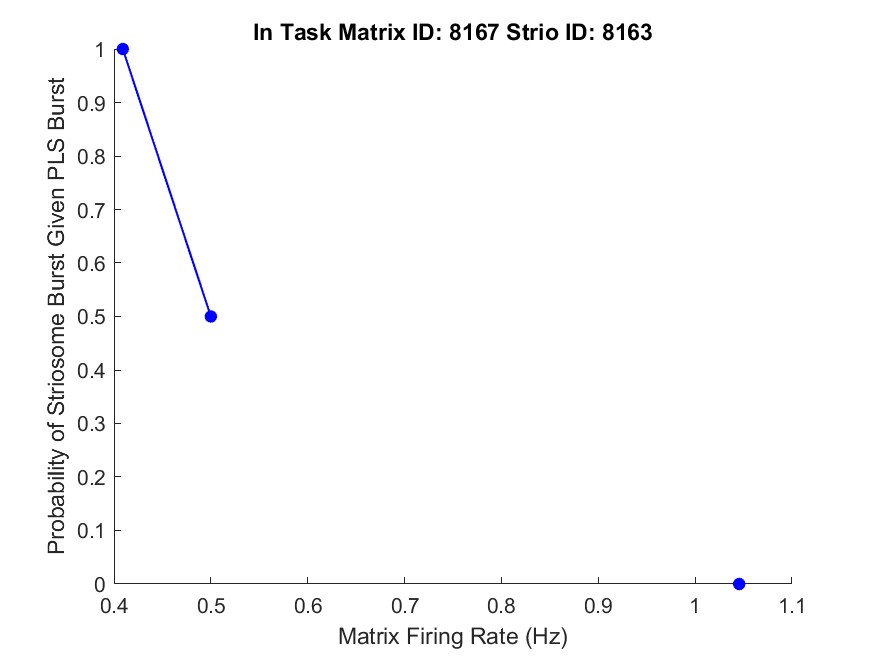 In Task Matrix ID: 8167 Strio ID: 8163
Probability of Striosome Burst Given PLS Burst
1
0.9
0.8
0.7
0.6
0.5
0.4
0.3
0.2
0.1
0
0.4 0.5 0.6 0.7 0.8 0.9 1 1.1
Matrix Firing Rate (Hz)